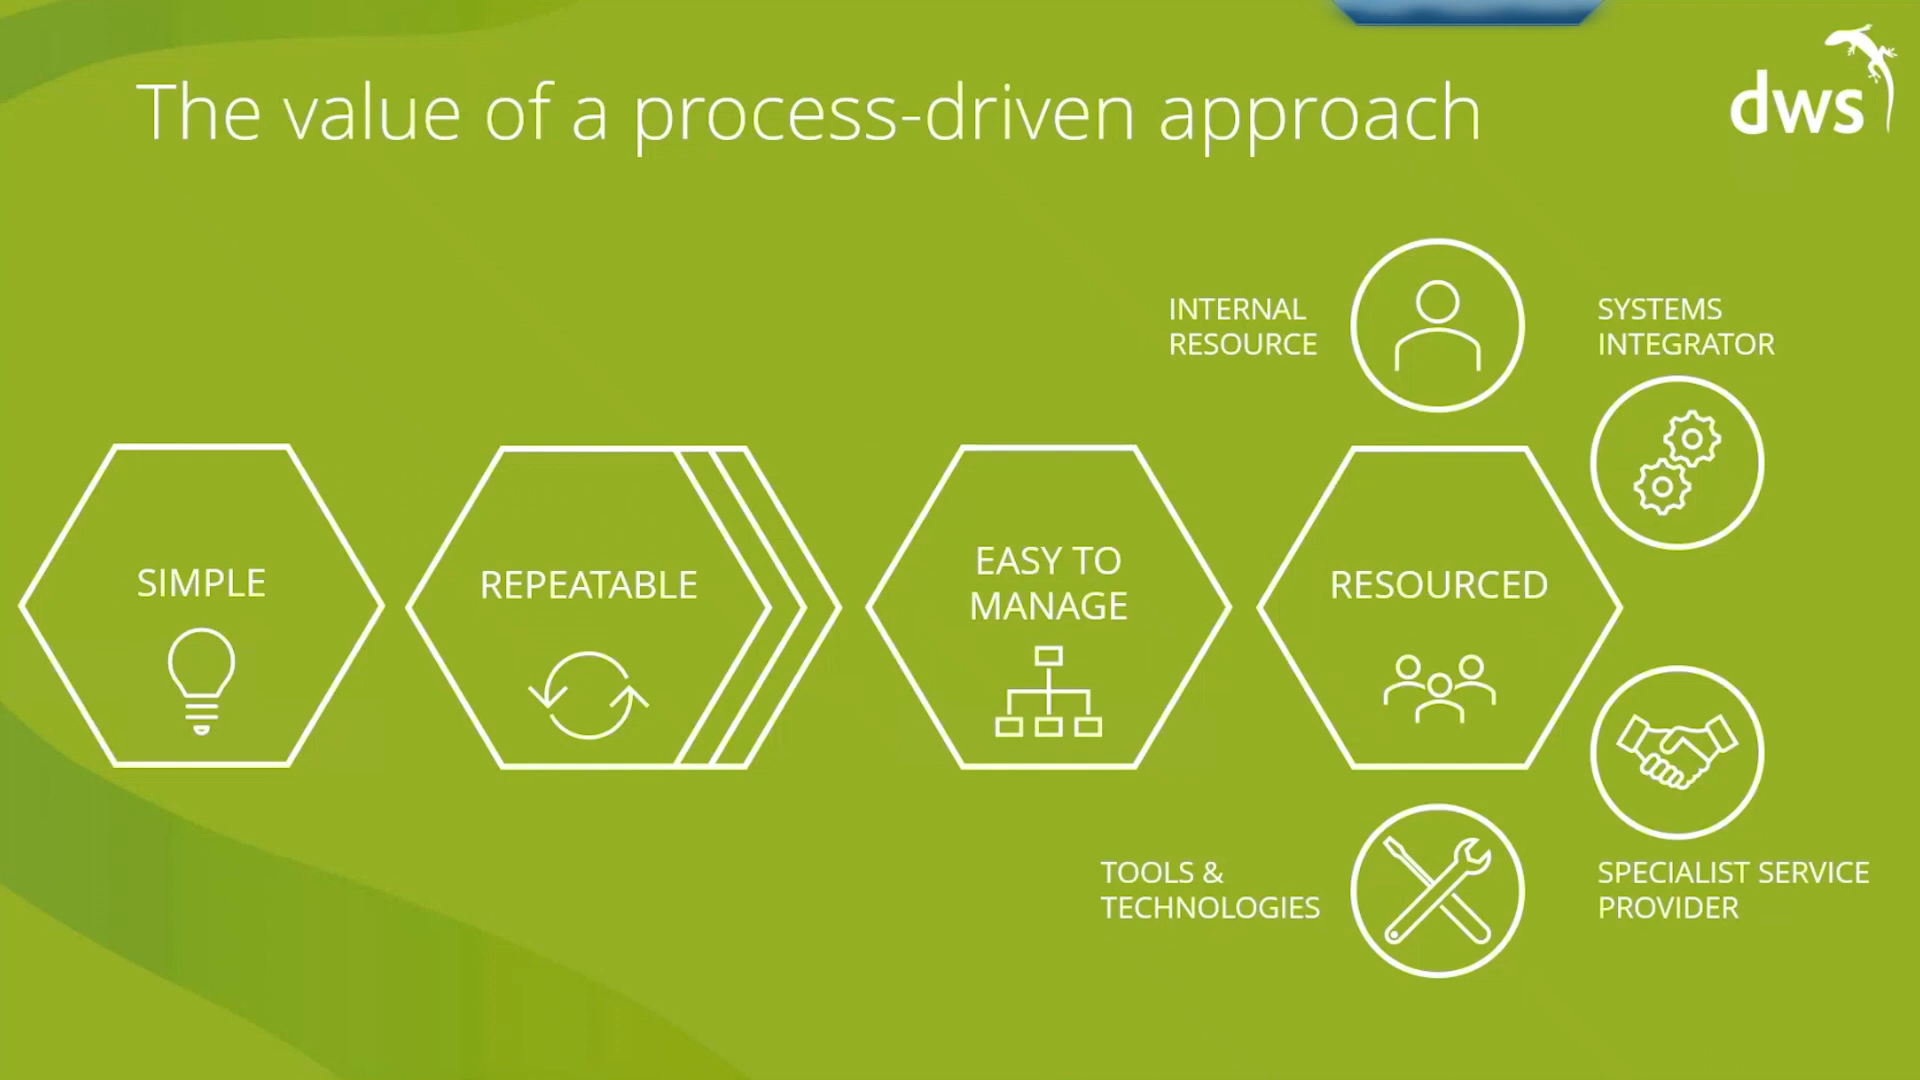 The value of a process-driven approach
dws
INTERNAL
RESOURCE
SYSTEMS
INTEGRATOR
SIMPLE
REPEATABLE
EASY TO
MANAGE
RESOURCED
TOOLS &
TECHNOLOGIES
SPECIALIST SERVICE
PROVIDER